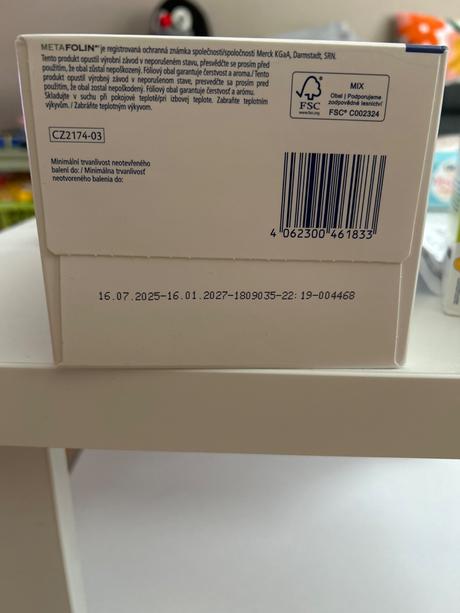 METAFOLIN® je registrovaná ochranná známka společnosti/spoločnosti Merck KGaA, Darmstadt, SRN.
Tento produkt opustil výrobní závod v neporušeném stavu, přesvědčte se prosím před
použitím, že obal zůstal nepoškozený. Fóliový obal garantuje čerstvost a aroma./ Tento
produkt opustil výrobný závod v neporušenom stave, presvedčte sa prosím pred
použitím, že obal zostal nepoškodený. Fóliový obal garantuje čerstvosť a arómu.
Skladujte v suchu při pokojové teplotě/pri izbovej teplote. Zabraňte teplotním
výkyvům. / Zabráňte teplotným výkyvom.
CZ2174-03
Minimální trvanlivost neotevřeného
balení do: / Minimálna trvanlivosť
neotvoreného balenia do:
FSC
www.fsc.org
MIX
Obal | Podporujeme
zodpovědné lesnictví
FSC® C002324
4 062300 461833
16.07.2025-16.01.2027-1809035-22: 19-004468